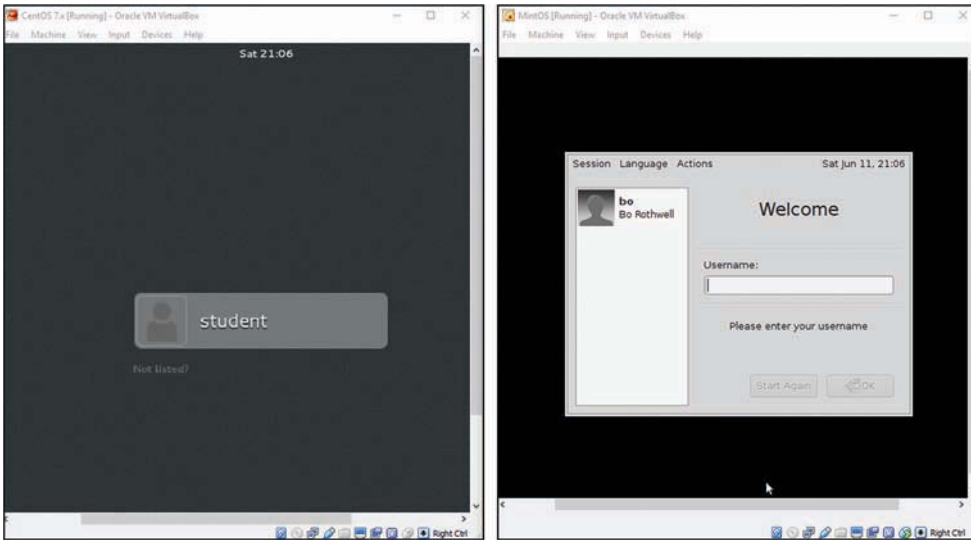 CentOS 7.x [Running] - Oracle VM VirtualBox
File Machine View Input Devices Help
Sat 21:06
student
Not listed?
Right Ctrl
MintOS [Running] - Oracle VM VirtualBox
File Machine View Input Devices Help
Session Language Actions
Sat Jun 11, 21:06
bo
Bo Rothwell
Welcome
Username:
Please enter your username
Start Again
OK
Right Ctrl